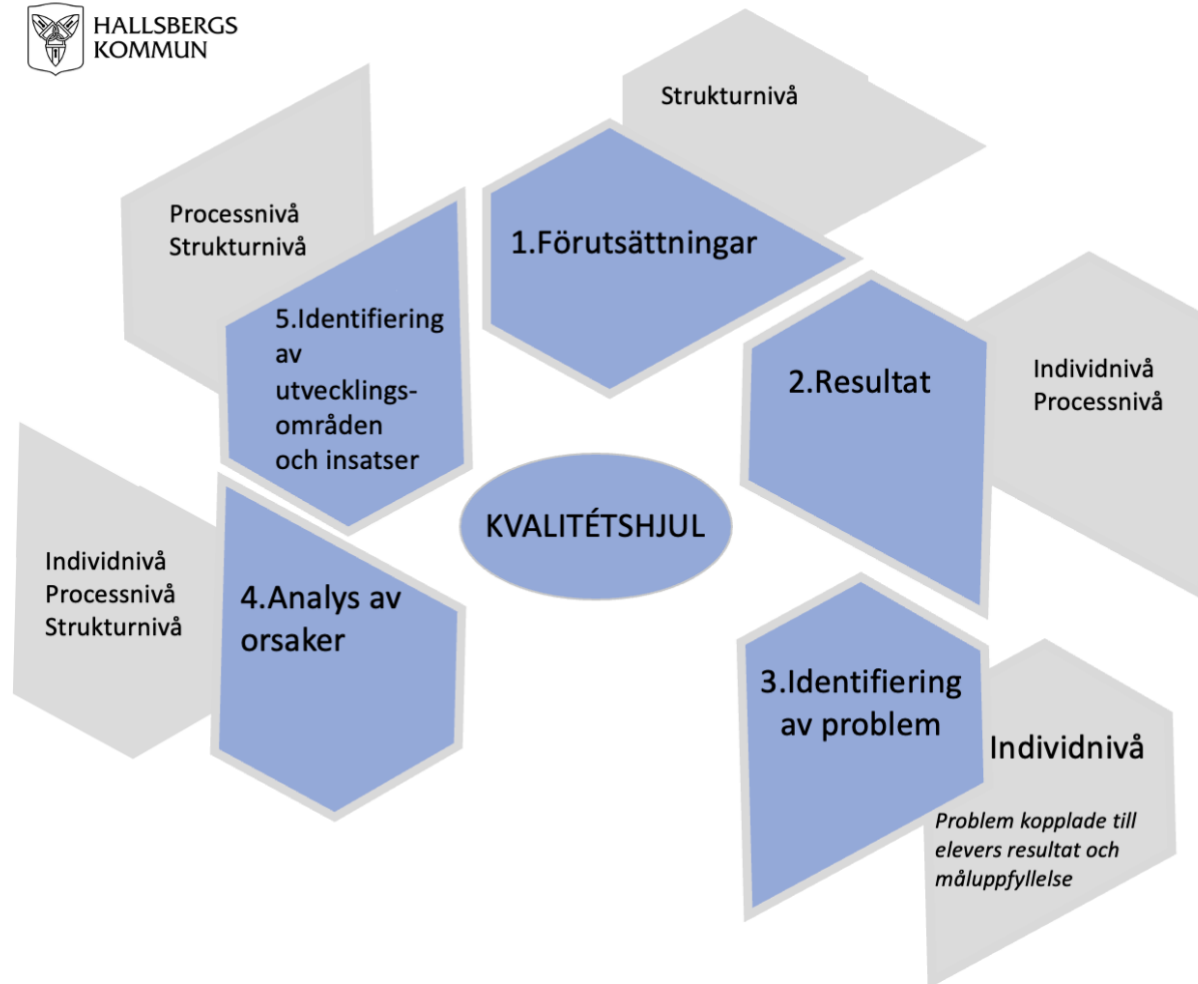 HALLSBERGS
KOMMUN
Strukturnivå
1.Förutsättningar
Individnivå
Processnivå
2.Resultat
Individnivå
Problem kopplade till
elevers resultat och
måluppfyllelse
3.Identifiering
av problem
Individnivå
Processnivå
Strukturnivå
4.Analys av
orsaker
Processnivå
Strukturnivå
5.Identifiering
av
utvecklings-
områden
och insatser
KVALITÉTSHJUL